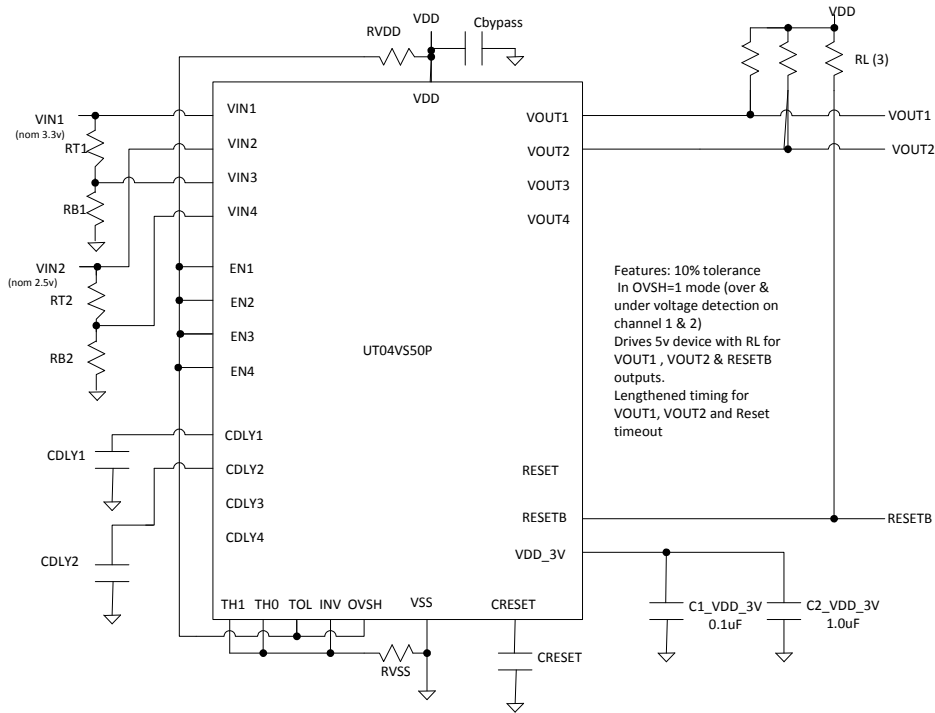 VDD
Cbypass
RVDD
VDD
RL (3)
VDD
VIN1
(nom 3.3v)
RT1
RB1
VIN2
(nom 2.5v)
RT2
RB2
CDLY1
CDLY2
VIN1
VIN2
VIN3
VIN4
EN1
EN2
EN3
EN4
CDLY1
CDLY2
CDLY3
CDLY4
UT04VS50P
VOUT1
VOUT2
VOUT3
VOUT4
RESET
RESETB
VDD_3V
VOUT1
VOUT2
RESETB
Features: 10% tolerance
In OVSH=1 mode (over &
under voltage detection on
channel 1 & 2)
Drives 5v device with RL for
VOUT1 , VOUT2 & RESETB
outputs.
Lengthened timing for
VOUT1, VOUT2 and Reset
timeout
TH1 TH0 TOL INV OVSH VSS CRESET
RVSS
CRESET
C1_VDD_3V
0.1uF
C2_VDD_3V
1.0uF